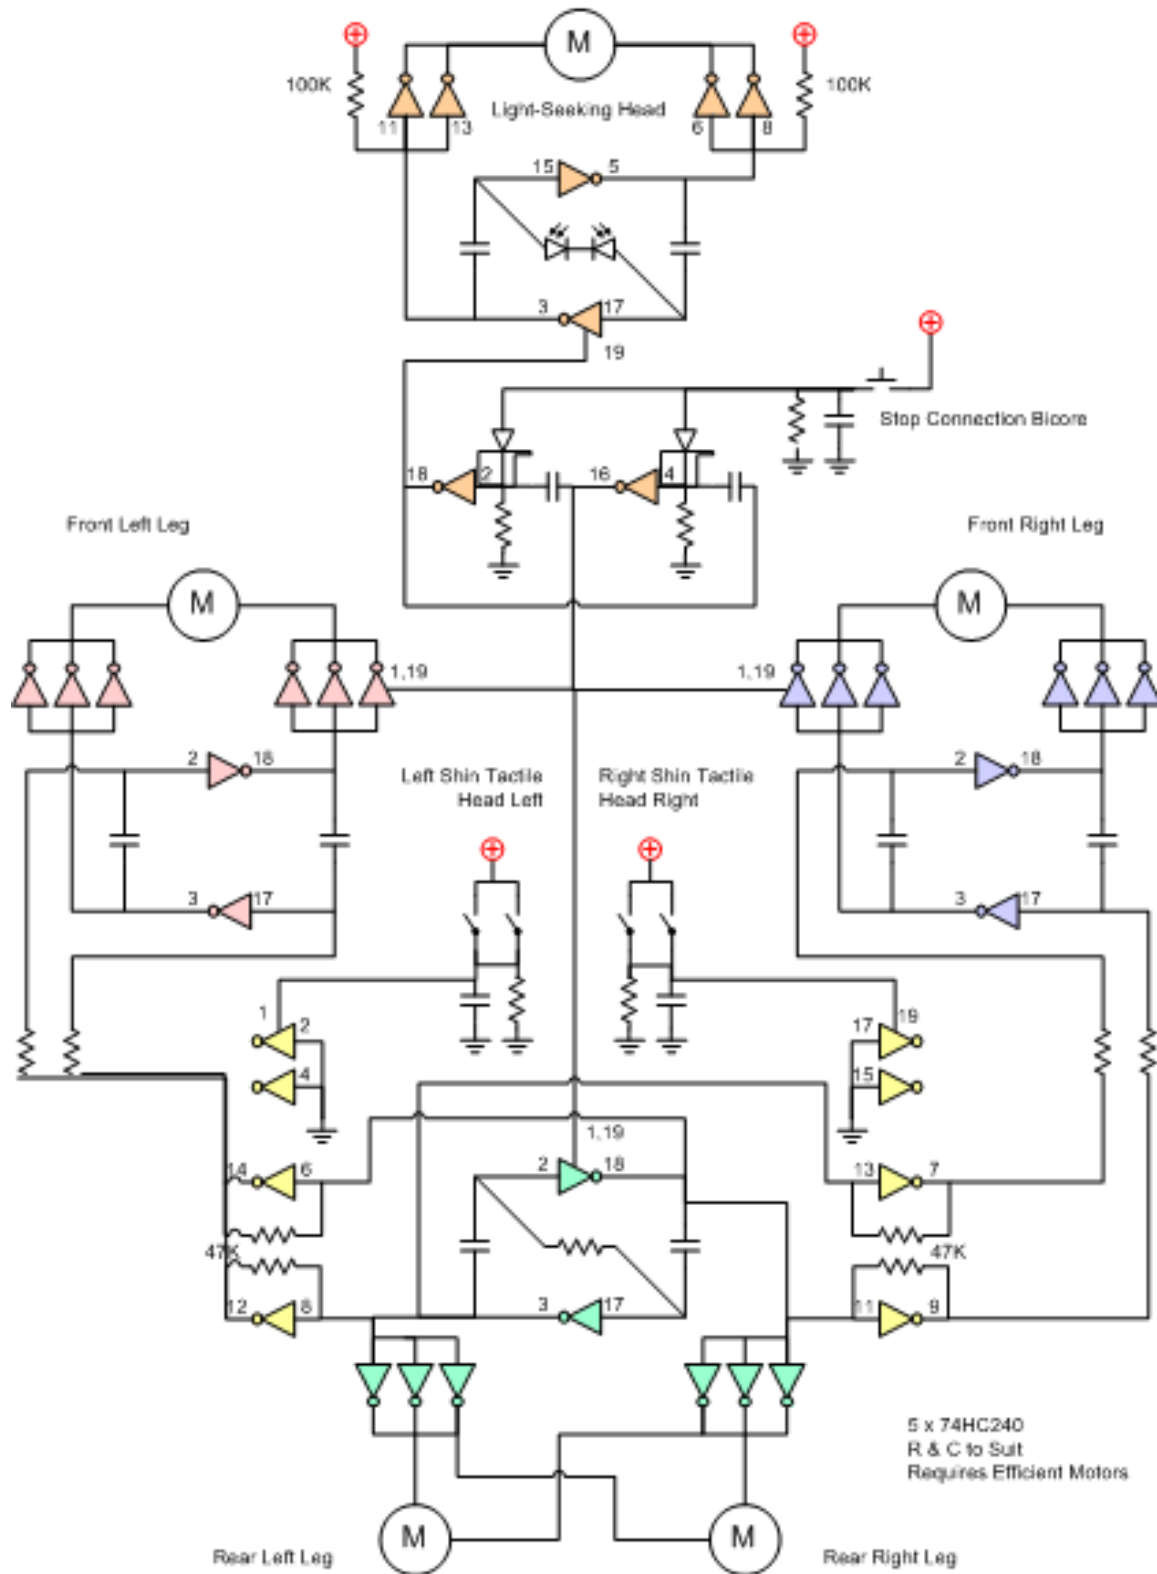 M
100K
100K
Light-Seeking Head
11
13
6
8
15
5
3
17
19
Stop Connection Bicore
18
2
16
4
Front Left Leg
Front Right Leg
M
M
1,19
1,19
2
18
Left Shin Tactile
Head Left
Right Shin Tactile
Head Right
2
18
3
17
3
17
1
2
17
19
4
15
1,19
14
6
2
18
13
7
47K
47K
12
8
3
17
11
9
5 x 74HC240
R & C to Suit
Requires Efficient Motors
M
M
Rear Left Leg
Rear Right Leg